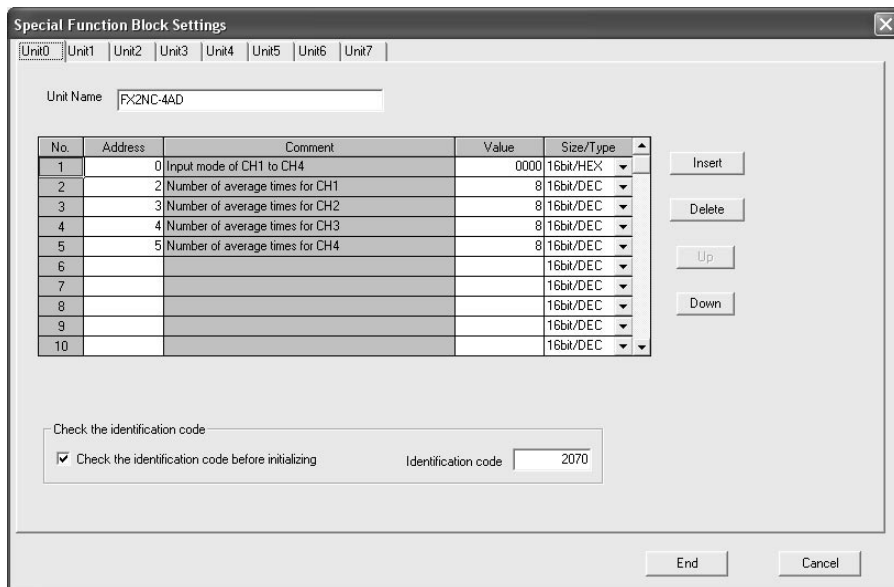 Special Function Block Settings
Unit0 Unit1 Unit2 Unit3 Unit4 Unit5 Unit6 Unit7
Unit Name FX2NC-4AD
No. Address Comment Value Size/Type
1 0 Input mode of CH1 to CH4 0000 16bit/HEX
2 2 Number of average times for CH1 8 16bit/DEC
3 3 Number of average times for CH2 8 16bit/DEC
4 4 Number of average times for CH3 8 16bit/DEC
5 5 Number of average times for CH4 8 16bit/DEC
6 16bit/DEC
7 16bit/DEC
8 16bit/DEC
9 16bit/DEC
10 16bit/DEC
Insert
Delete
Up
Down
Check the identification code
Check the identification code before initializing Identification code 2070
End Cancel